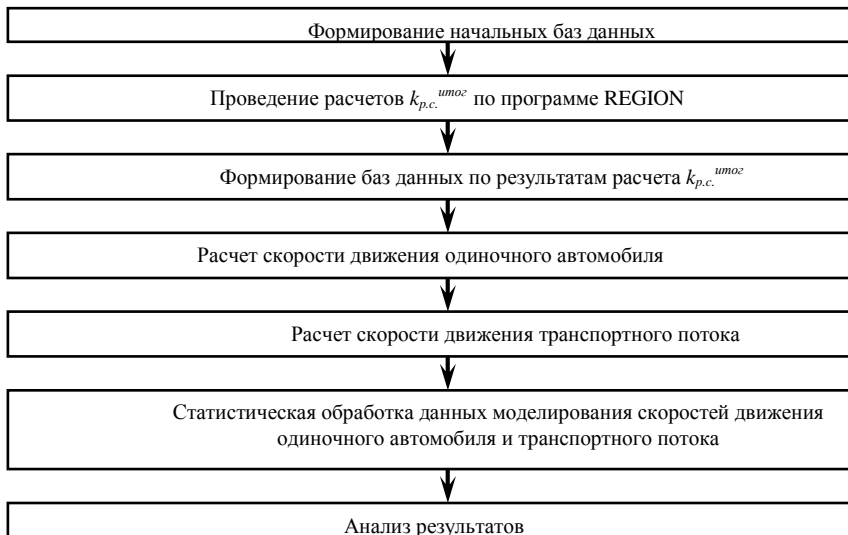 Формирование начальных баз данных
Проведение расчетов k_{р.с.}^{итог} по программе REGION
Формирование баз данных по результатам расчета k_{р.с.}^{итог}
Расчет скорости движения одиночного автомобиля
Расчет скорости движения транспортного потока
Статистическая обработка данных моделирования скоростей движения
одиночного автомобиля и транспортного потока
Анализ результатов